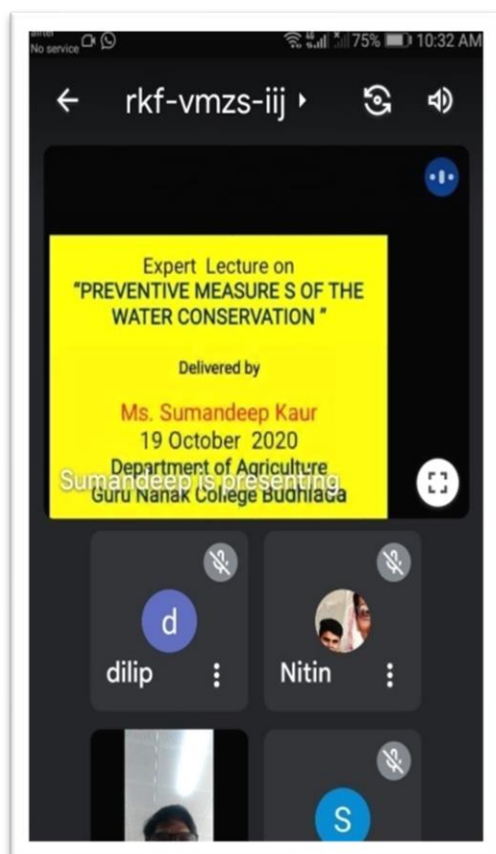 airtel
No service
75% 10:32 AM
rkf-vmzs-iij
Expert Lecture on
"PREVENTIVE MEASURE S OF THE
WATER CONSERVATION "
Delivered by
Ms. Sumandeep Kaur
19 October 2020
Department of Agriculture
Sumandeep is presenting
Guru Nanak College Budhlada
d
dilip
Nitin
S